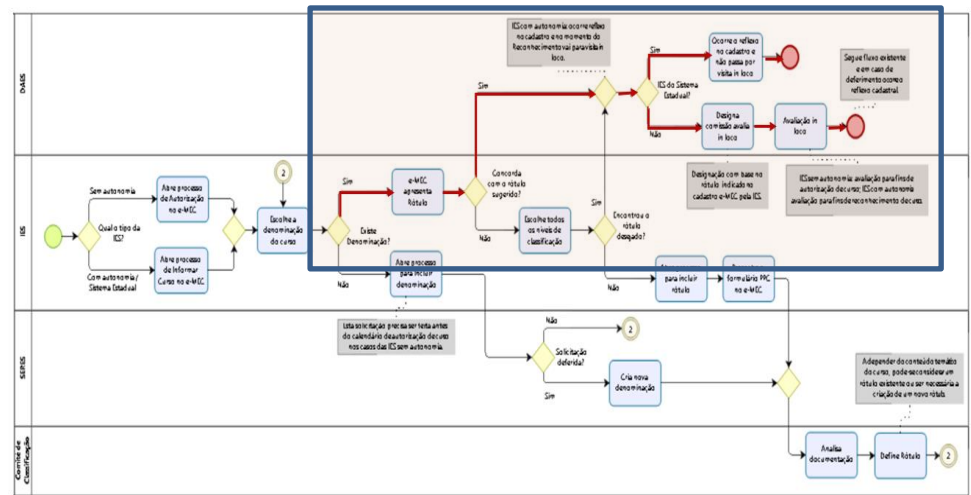 DAES
IES com autonomia: ocorre reflexo
no cadastro e no momento do
Reconhecimento vai para visita in
loco.
Sim
Sim
IES do Sistema
Estadual?
Não
Ocorre o reflexo
no cadastro e
não passa por
visita in loco
Segue fluxo existente
e em caso de
deferimento ocorre
reflexo cadastral.
Designa
comissão avalia
in loco
Avaliação in
loco
Designação com base no
rótulo indicado no
cadastro e-MEC pela IES.
IES sem autonomia: avaliação para fins de
autorização de curso; IES com autonomia
avaliação para fins de reconhecimento de curso.
IES
Sem autonomia
Qual o tipo da
IES?
Com autonomia /
Sistema Estadual
Abre processo
de Autorização
no e-MEC
Abre processo
de Informar
Curso no e-MEC
2
Escolhe a
denominação
do curso
Sim
Existe
Denominação?
Não
e-MEC
apresenta
Rótulo
Concorda
com o rótulo
sugerido?
Não
Escolhe todos
os níveis de
classificação
Sim
Encontrou o
rótulo
desejado?
Não
Abre processo
para incluir
denominação
para incluir
rótulo
formulário PPC
no e-MEC
Esta solicitação precisa ser feita antes
do calendário de autorização de curso
nos casos das IES sem autonomia.
SERES
Não
2
Solicitação
deferida?
Sim
Cria nova
denominação
A depender do conteúdo temático
do curso, pode se considerar um
rótulo existente ou ser necessária a
criação de um novo rótulo.
Comitê de
Classificação
Analisa
documentação
Define Rótulo
2